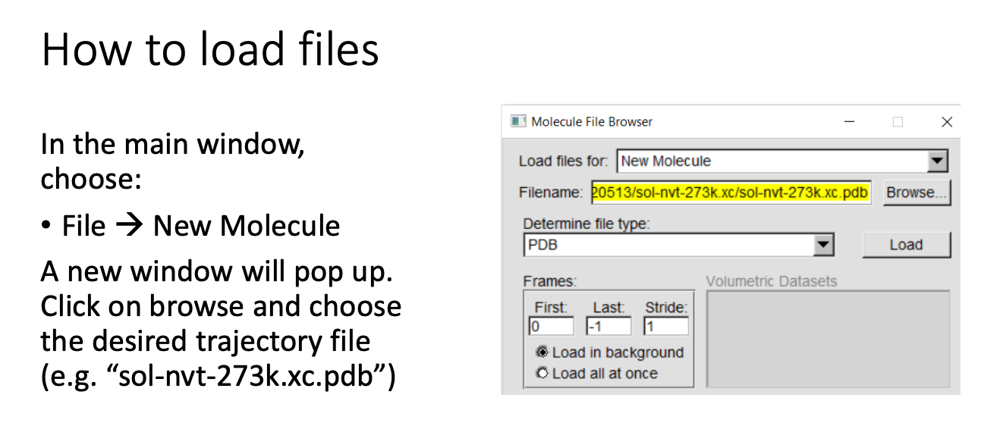 How to load files
In the main window,
choose:
• File → New Molecule
A new window will pop up.
Click on browse and choose
the desired trajectory file
(e.g. “sol-nvt-273k.xc.pdb”)
Molecule File Browser
Load files for: New Molecule
Filename: 20513/sol-nvt-273k.xc/sol-nvt-273k.xc.pdb Browse...
Determine file type:
PDB Load
Frames: Volumetric Datasets
First: Last: Stride:
0 -1 1
Load in background
Load all at once